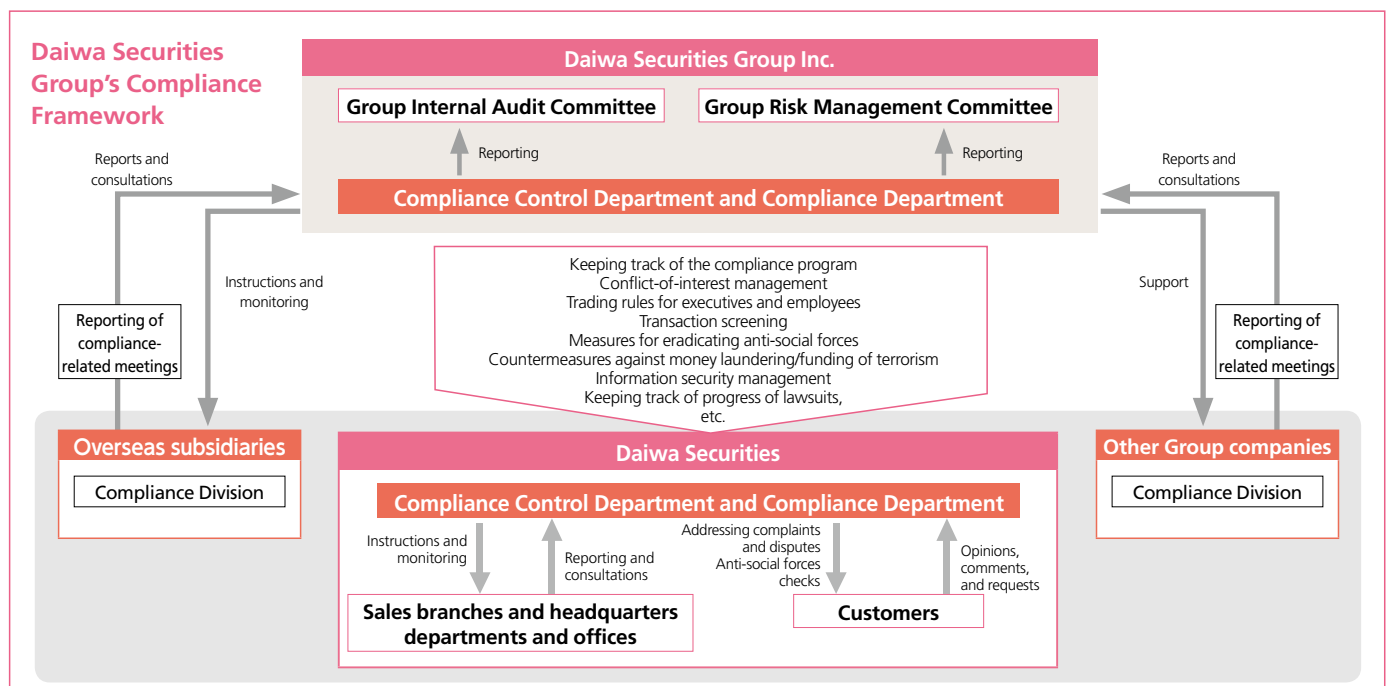 Daiwa Securities
Group’s Compliance
Framework
Daiwa Securities Group Inc.
Group Internal Audit Committee
Group Risk Management Committee
Reporting
Reporting
Compliance Control Department and Compliance Department
Reports and
consultations
Instructions and
monitoring
Reporting of
compliance-
related meetings
Reports and
consultations
Support
Reporting of
compliance-
related meetings
Keeping track of the compliance program
Conflict-of-interest management
Trading rules for executives and employees
Transaction screening
Measures for eradicating anti-social forces
Countermeasures against money laundering/funding of terrorism
Information security management
Keeping track of progress of lawsuits,
etc.
Overseas subsidiaries
Compliance Division
Daiwa Securities
Compliance Control Department and Compliance Department
Instructions and
monitoring
Reporting and
consultations
Addressing complaints
and disputes
Anti-social forces
checks
Opinions,
comments,
and requests
Sales branches and headquarters
departments and offices
Customers
Other Group companies
Compliance Division